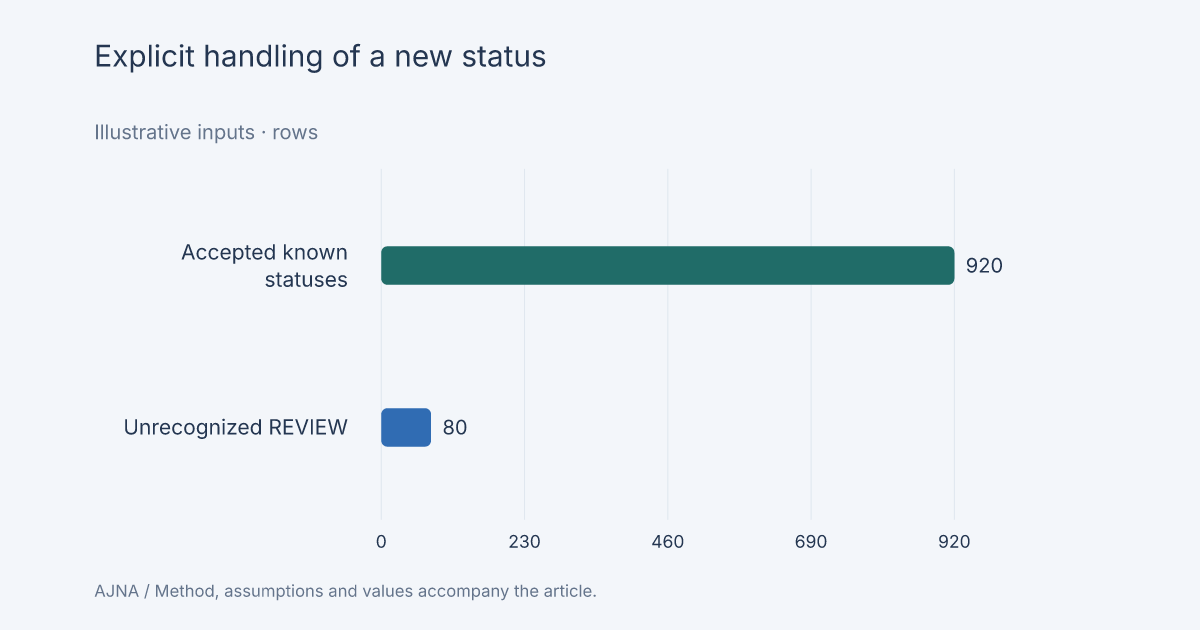 Explicit handling of a new status
Illustrative inputs · rows
Accepted known
statuses
920
Unrecognized REVIEW
80
0
230
460
690
920
AJNA / Method, assumptions and values accompany the article.